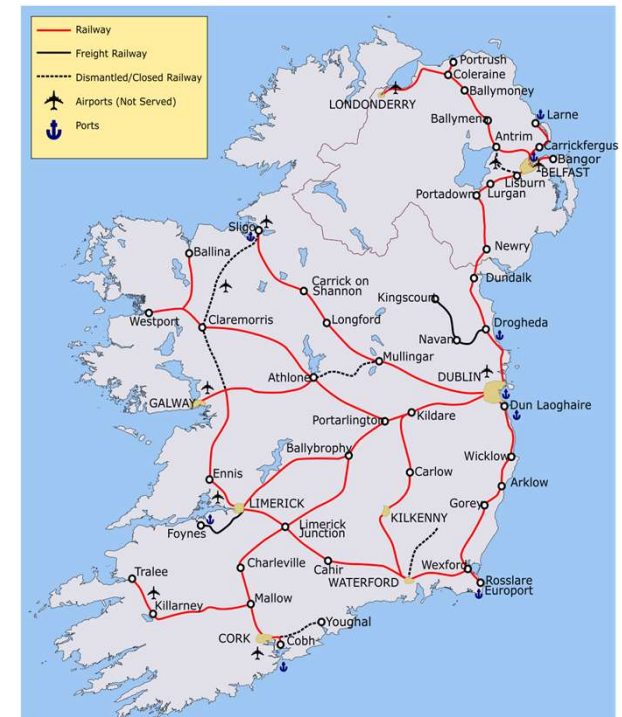 Railway
Freight Railway
Dismantled/Closed Railway
Airports (Not Served)
Ports
Portrush
Coleraine
LONDONDERRY
Ballymoney
Ballymena
Larne
Antrim
Carrickfergus
Bangor
BELFAST
Lisburn
Lurgan
Portadown
Sligo
Newry
Ballina
Dundalk
Carrick on
Shannon
Kingscourt
Westport
Claremorris
Longford
Drogheda
Navan
Mullingar
DUBLIN
Athlone
GALWAY
Dun Laoghaire
Kildare
Portarlington
Ballybrophy
Wicklow
Ennis
Carlow
Arklow
LIMERICK
Gorey
KILKENNY
Foynes
Limerick
Junction
Charleville
Cahir
Wexford
Tralee
WATERFORD
Rosslare
Europort
Killarney
Mallow
Youghal
CORK
Cobh